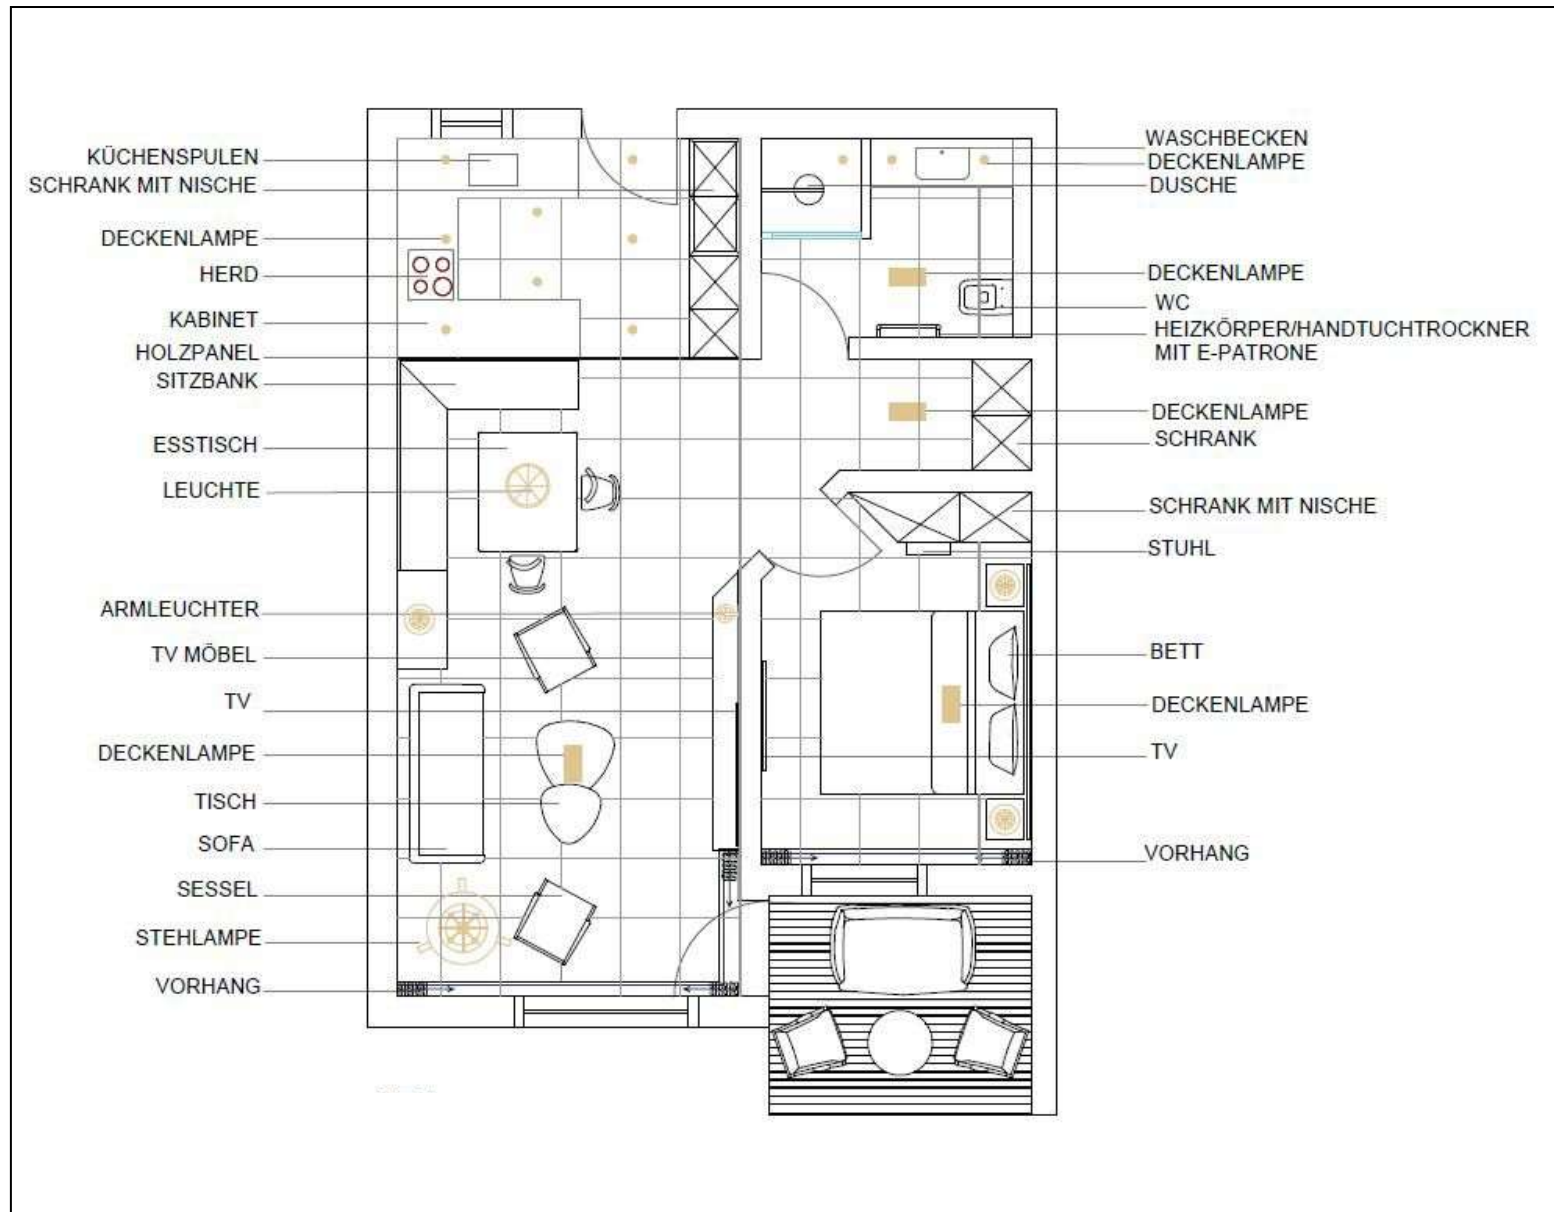 KÜCHENSPULEN
SCHRANK MIT NISCHE
DECKENLAMPE
HERD
KABINET
HOLZPANEL
SITZBANK
ESSTISCH
LEUCHTE
ARMLEUCHTER
TV MÖBEL
TV
DECKENLAMPE
TISCH
SOFA
SESSEL
STEHLAMPE
VORHANG
WASCHBECKEN
DECKENLAMPE
DUSCHE
DECKENLAMPE
WC
HEIZKÖRPER/HANDTUCHTROCKNER
MIT E-PATRONE
DECKENLAMPE
SCHRANK
SCHRANK MIT NISCHE
STUHL
BETT
DECKENLAMPE
TV
VORHANG